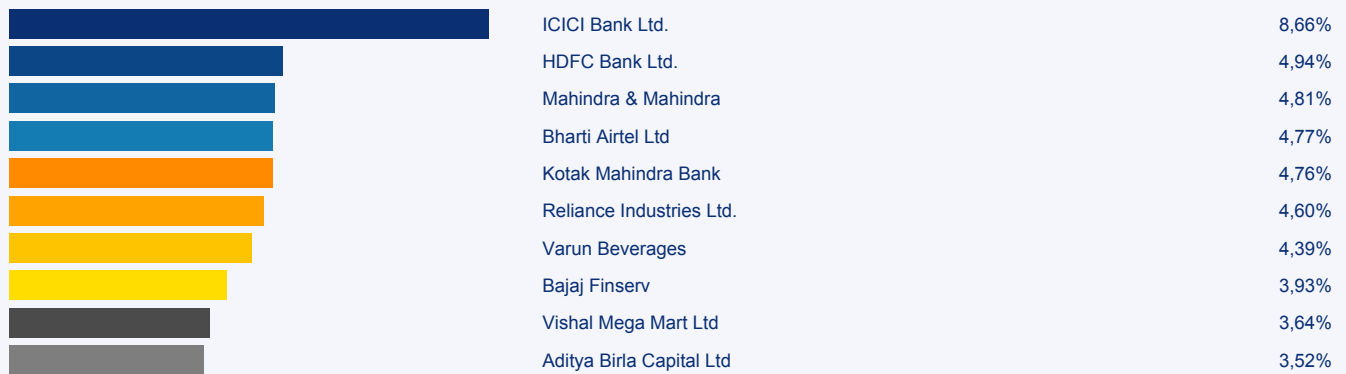 ICICI Bank Ltd. 8,66%
HDFC Bank Ltd. 4,94%
Mahindra & Mahindra 4,81%
Bharti Airtel Ltd 4,77%
Kotak Mahindra Bank 4,76%
Reliance Industries Ltd. 4,60%
Varun Beverages 4,39%
Bajaj Finserv 3,93%
Vishal Mega Mart Ltd 3,64%
Aditya Birla Capital Ltd 3,52%